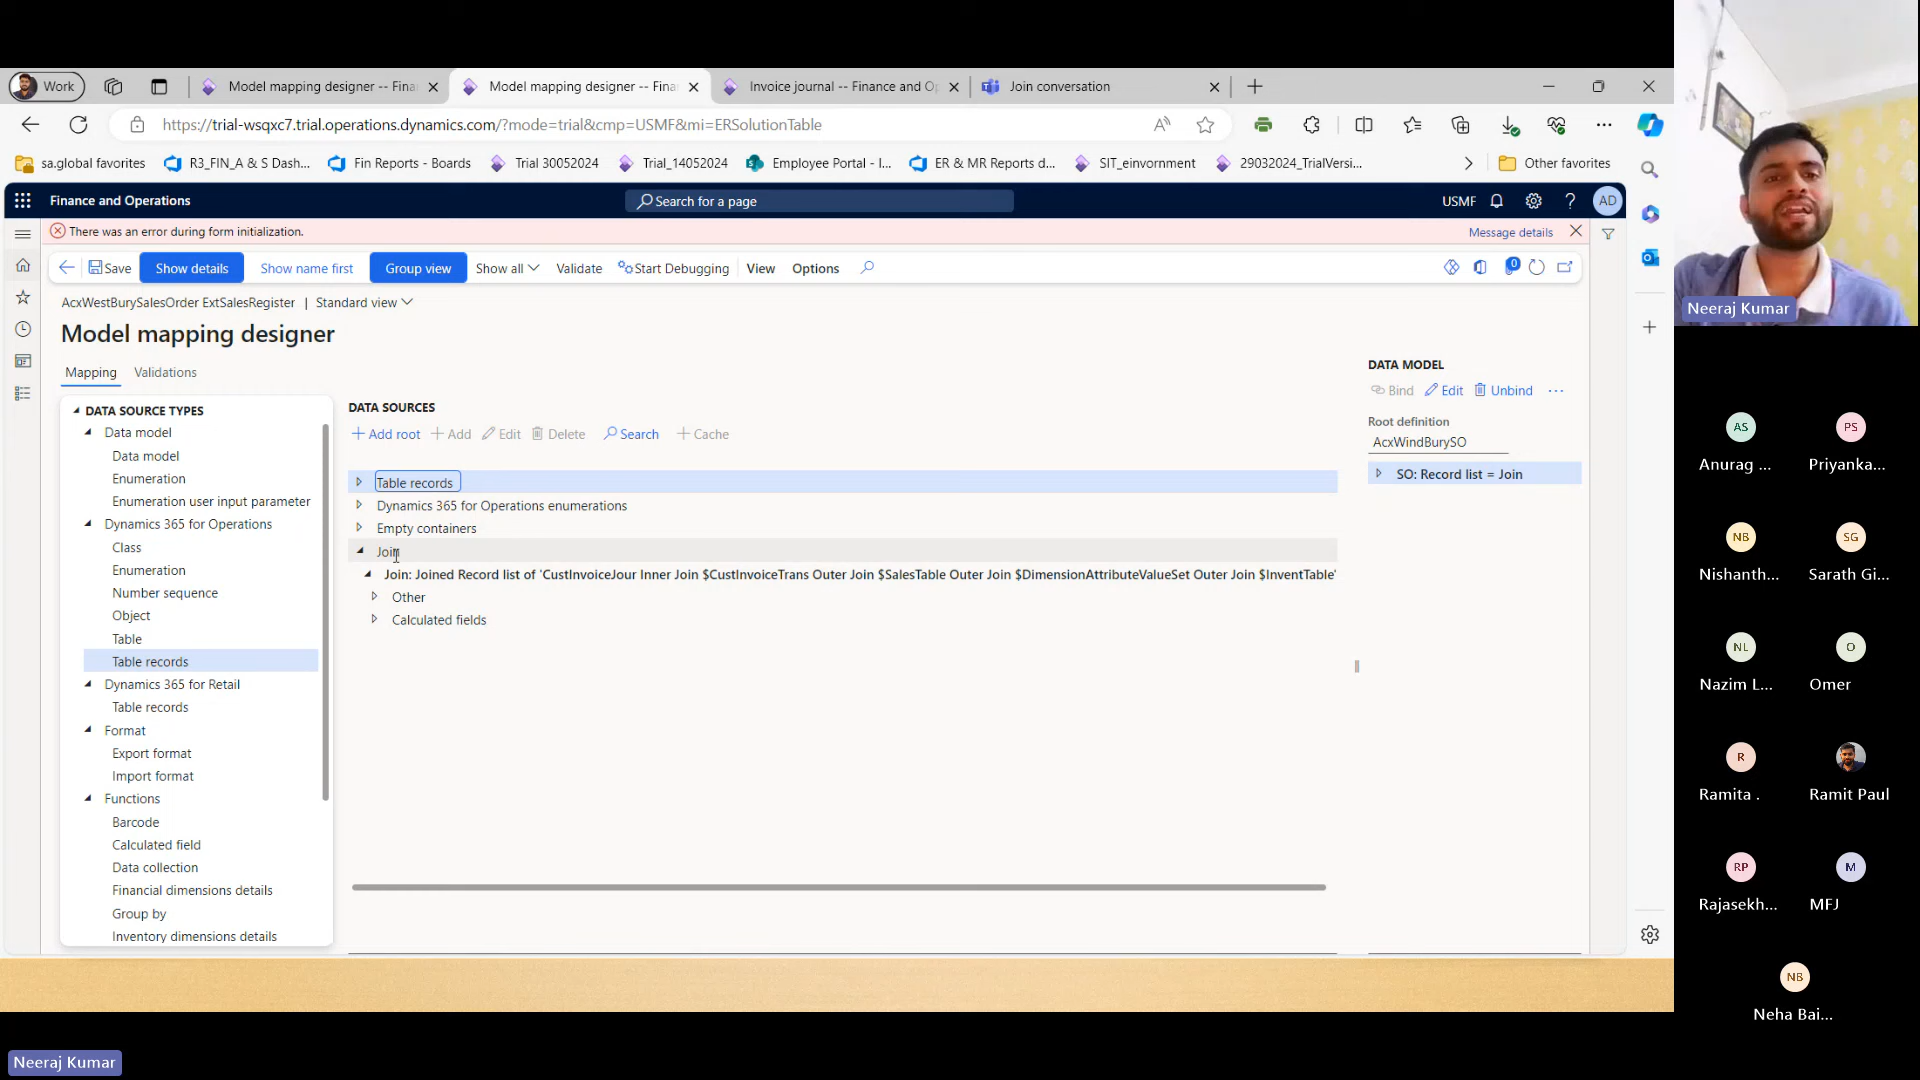 Work
Model mapping designer -- Fina
Model mapping designer -- Fina
Invoice journal -- Finance and Op
Join conversation
https://trial-wsqxc7.trial.operations.dynamics.com/?mode=trial&cmp=USMF&mi=ERSolutionTable
sa.global favorites
R3_FIN_A & S Dash...
Fin Reports - Boards
Trial 30052024
Trial_14052024
Employee Portal - I...
ER & MR Reports d...
SIT_einvornment
29032024_TrialVersi...
Other favorites
Finance and Operations
Search for a page
USMF
?
AD
There was an error during form initialization.
Message details
Save
Show details
Show name first
Group view
Show all
Validate
Start Debugging
View
Options
0
AcxWestBurySalesOrder ExtSalesRegister | Standard view
Model mapping designer
Mapping
Validations
DATA SOURCE TYPES
Data model
Data model
Enumeration
Enumeration user input parameter
Dynamics 365 for Operations
Class
Enumeration
Number sequence
Object
Table
Table records
Dynamics 365 for Retail
Table records
Format
Export format
Import format
Functions
Barcode
Calculated field
Data collection
Financial dimensions details
Group by
Inventory dimensions details
DATA SOURCES
Add root
Add
Edit
Delete
Search
Cache
Table records
Dynamics 365 for Operations enumerations
Empty containers
Join
Join: Joined Record list of 'CustInvoiceJour Inner Join $CustInvoiceTrans Outer Join $SalesTable Outer Join $DimensionAttributeValueSet Outer Join $InventTable'
Other
Calculated fields
DATA MODEL
Bind
Edit
Unbind
...
Root definition
AcxWindBurySO
SO: Record list = Join
Neeraj Kumar
AS
Anurag ...
PS
Priyanka...
NB
Nishanth...
SG
Sarath Gi...
NL
Nazim L...
O
Omer
R
Ramita .
Ramit Paul
RP
Rajasekh...
M
MFJ
NB
Neha Bai...
Neeraj Kumar